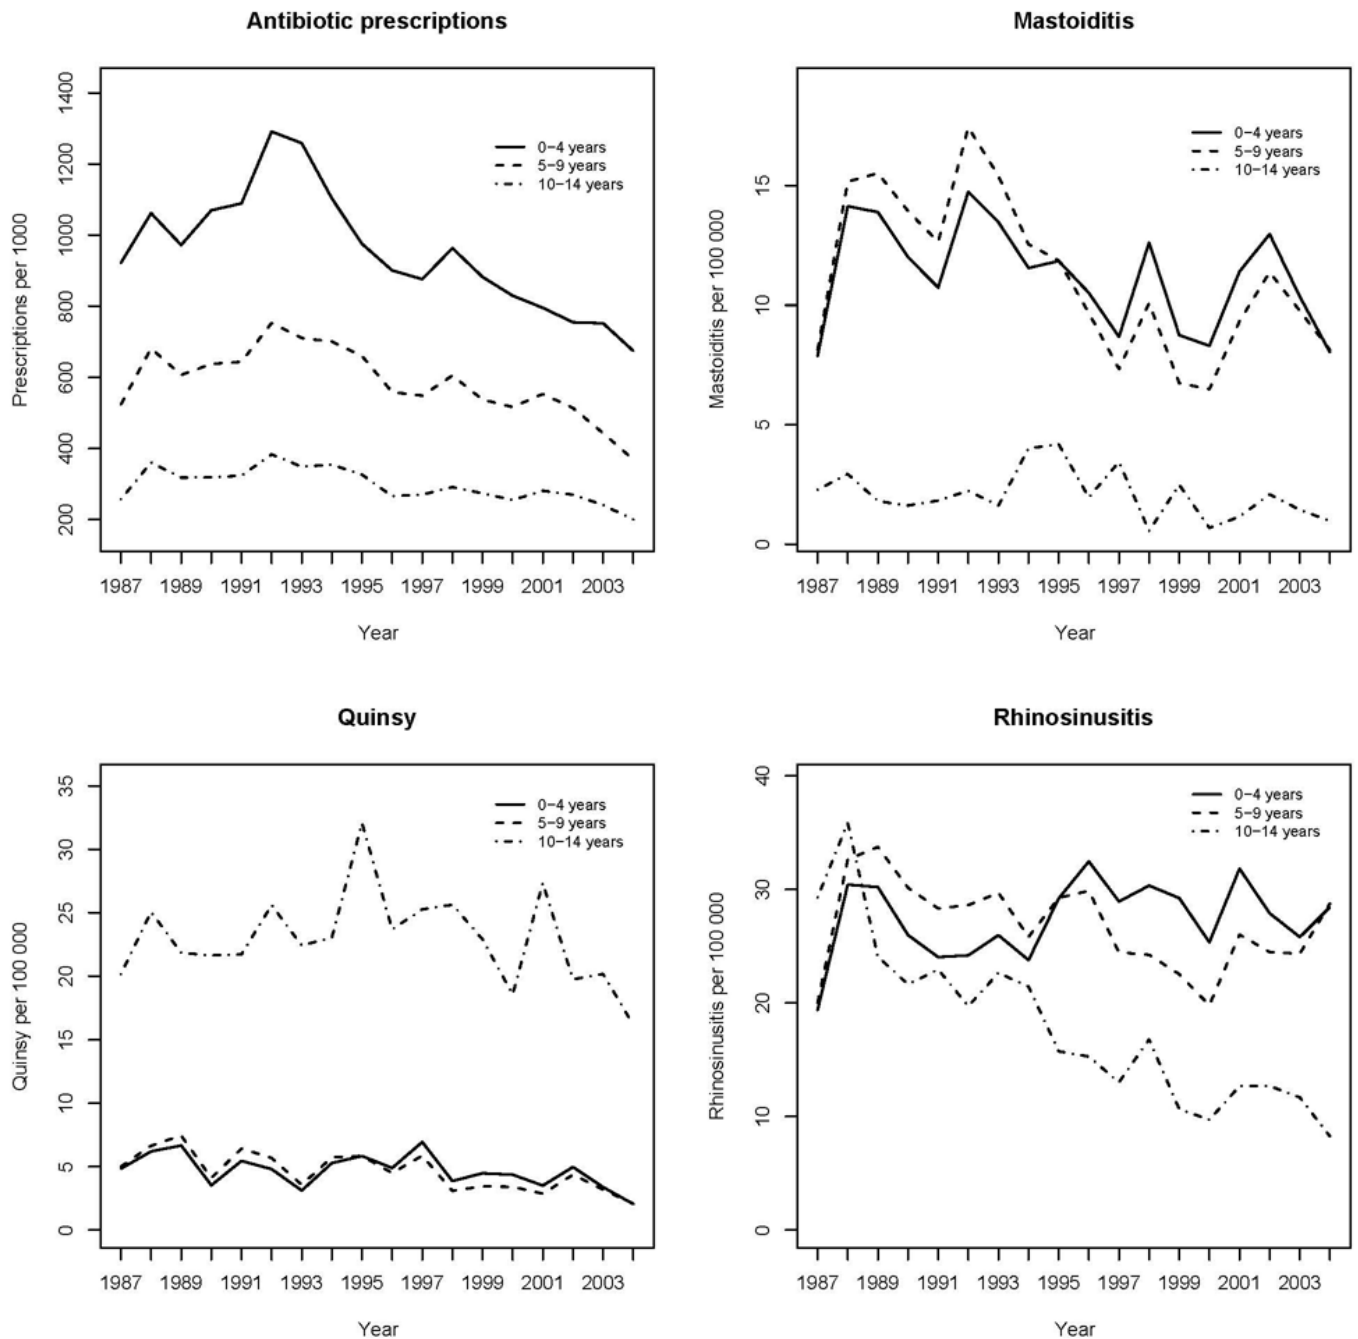 Antibiotic prescriptions
Prescriptions per 1000
1400
1200
1000
800
600
400
200
0−4 years
5−9 years
10−14 years
1987 1989 1991 1993 1995 1997 1999 2001 2003
Year
Mastoiditis
Mastoiditis per 100 000
15
10
5
0
0−4 years
5−9 years
10−14 years
1987 1989 1991 1993 1995 1997 1999 2001 2003
Year
Quinsy
Quinsy per 100 000
35
30
25
20
15
10
5
0
0−4 years
5−9 years
10−14 years
1987 1989 1991 1993 1995 1997 1999 2001 2003
Year
Rhinosinusitis
Rhinosinusitis per 100 000
40
30
20
10
0
0−4 years
5−9 years
10−14 years
1987 1989 1991 1993 1995 1997 1999 2001 2003
Year